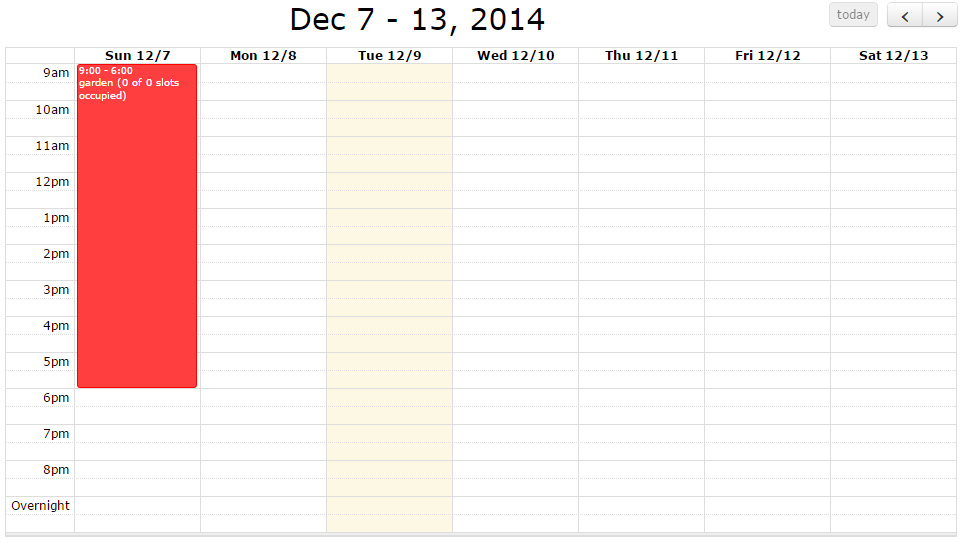 Dec 7 - 13, 2014
today
Sun 12/7 Mon 12/8 Tue 12/9 Wed 12/10 Thu 12/11 Fri 12/12 Sat 12/13
9am
9:00 - 6:00
garden (0 of 0 slots
occupied)
10am
11am
12pm
1pm
2pm
3pm
4pm
5pm
6pm
7pm
8pm
Overnight